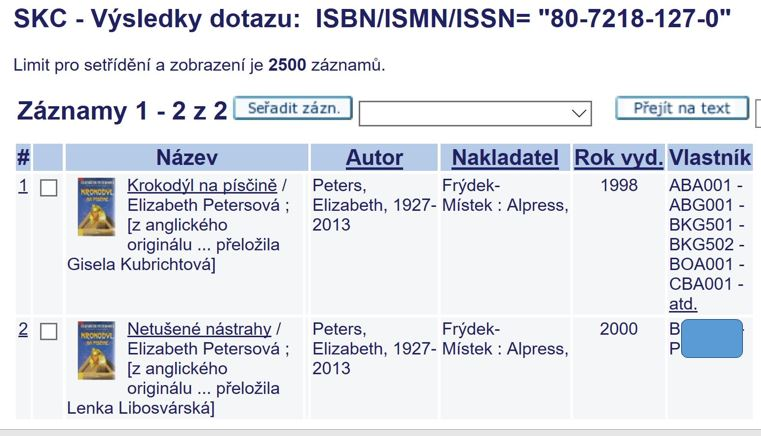 SKC - Výsledky dotazu: ISBN/ISMN/ISSN= "80-7218-127-0"
Limit pro setřídění a zobrazení je 2500 záznamů.
Záznamy 1 - 2 z 2 Seřadit zázn. Přejít na text
# Název Autor Nakladatel Rok vyd. Vlastník
1 Krokodýl na písčině / Elizabeth Petersová ; [z anglického originálu ... přeložila Gisela Kubrichtová]
Peters, Elizabeth, 1927-2013
Frýdek-Místek : Alpress,
1998
ABA001 -
ABG001 -
BKG501 -
BKG502 -
BOA001 -
CBA001 -
atd.
2 Netušené nástrahy / Elizabeth Petersová ; [z anglického originálu ... přeložila Lenka Libosvárská]
Peters, Elizabeth, 1927-2013
Frýdek-Místek : Alpress,
2000
KROKODÝL
NA PÍSČINĚ